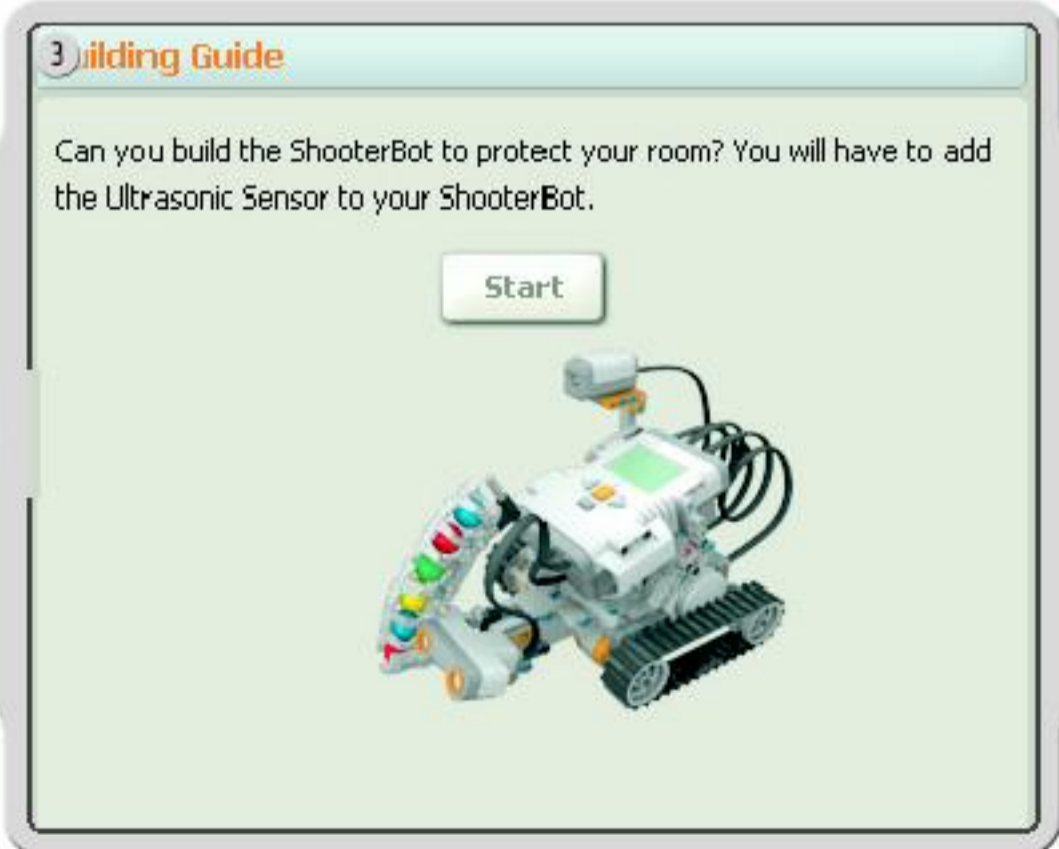 3 ilding Guide
Can you build the ShooterBot to protect your room? You will have to add
the Ultrasonic Sensor to your ShooterBot.
Start